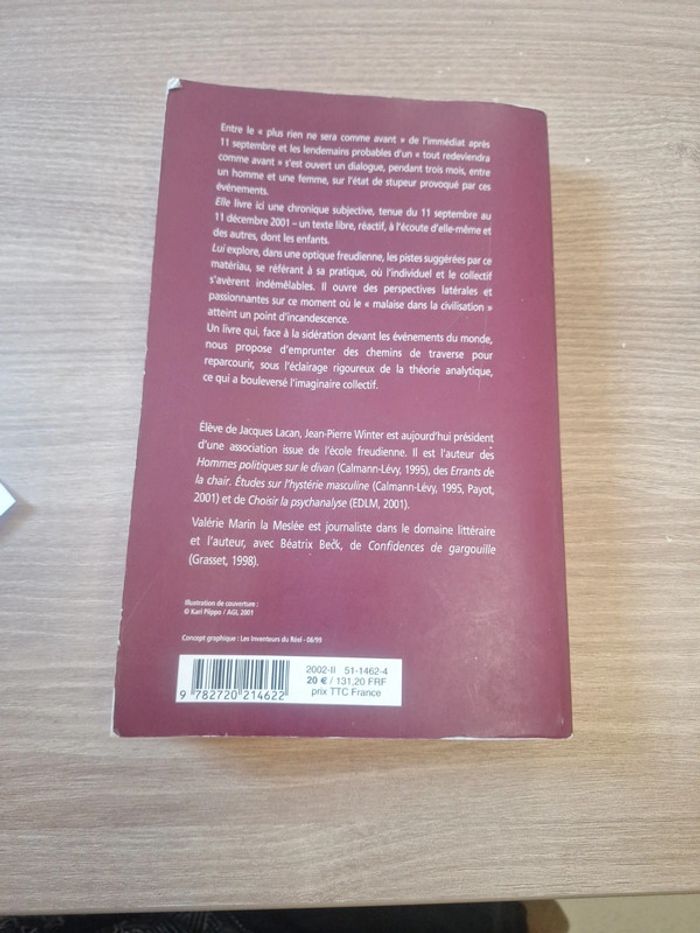 Entre le « plus rien ne sera comme avant » de l'immédiat après
11 septembre et les lendemains probables d'un « tout redeviendra
comme avant » s'est ouvert un dialogue, pendant trois mois, entre
un homme et une femme, sur l'état de stupeur provoqué par ces
événements.
Elle livre ici une chronique subjective, tenue du 11 septembre au
11 décembre 2001 – un texte libre, réactif, à l'écoute d'elle-même et
des autres, dont les enfants.
Lui explore, dans une optique freudienne, les pistes suggérées par ce
matériau, se référant à sa pratique, où l'individuel et le collectif
s'avèrent indémêlables. Il ouvre des perspectives latérales et
passionnantes sur ce moment où le « malaise dans la civilisation »
atteint un point d'incandescence.
Un livre qui, face à la sidération devant les événements du monde,
nous propose d'emprunter des chemins de traverse pour
reparcourir, sous l'éclairage rigoureux de la théorie analytique,
ce qui a bouleversé l'imaginaire collectif.
Élève de Jacques Lacan, Jean-Pierre Winter est aujourd'hui président
d'une association issue de l'école freudienne. Il est l'auteur des
Hommes politiques sur le divan (Calmann-Lévy, 1995), des Errants de
la chair. Études sur l'hystérie masculine (Calmann-Lévy, 1995, Payot,
2001) et de Choisir la psychanalyse (EDLM, 2001).
Valérie Marin la Meslée est journaliste dans le domaine littéraire
et l'auteur, avec Béatrix Beck, de Confidences de gargouille
(Grasset, 1998).
Illustration de couverture :
© Kari Piippo / AGL 2001
Concept graphique : Les Inventeurs du Réel - 06/99
2002-II 51-1462-4
20 € / 131,20 FRF
prix TTC France
9 782720 214622